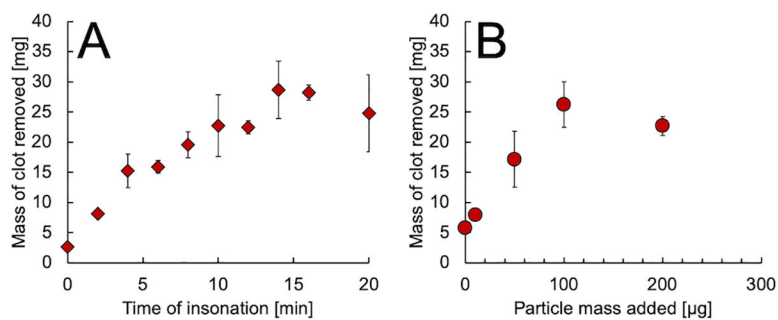 A
Mass of clot removed [mg]
40
35
30
25
20
15
10
5
0
0 5 10 15 20
Time of insonation [min]
B
Mass of clot removed [mg]
40
35
30
25
20
15
10
5
0
0 100 200 300
Particle mass added [µg]